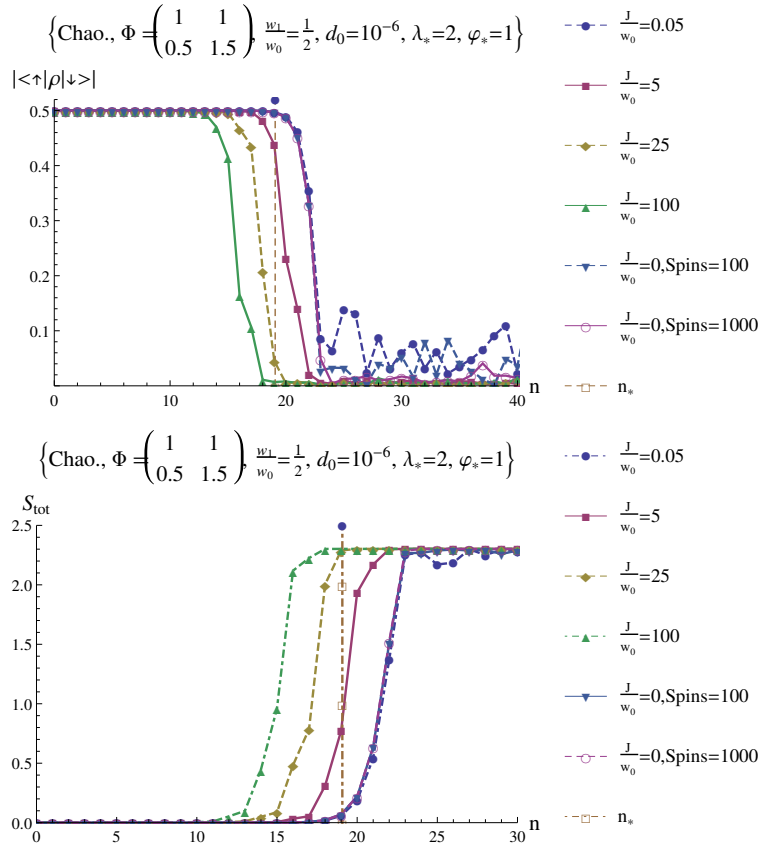 {Chao., Φ=(1 1
0.5 1.5), w₁/w₀=1/2, d₀=10⁻⁶, λ*=2, φ*=1}
|<↑|ρ|↓>|
0.5
0.4
0.3
0.2
0.1
0 10 20 30 40 n
J/w₀=0.05
J/w₀=5
J/w₀=25
J/w₀=100
J/w₀=0,Spins=100
J/w₀=0,Spins=1000
n*
{Chao., Φ=(1 1
0.5 1.5), w₁/w₀=1/2, d₀=10⁻⁶, λ*=2, φ*=1}
Sₜₒₜ
2.5
2.0
1.5
1.0
0.5
0.0
0 5 10 15 20 25 30 n
J/w₀=0.05
J/w₀=5
J/w₀=25
J/w₀=100
J/w₀=0,Spins=100
J/w₀=0,Spins=1000
n*